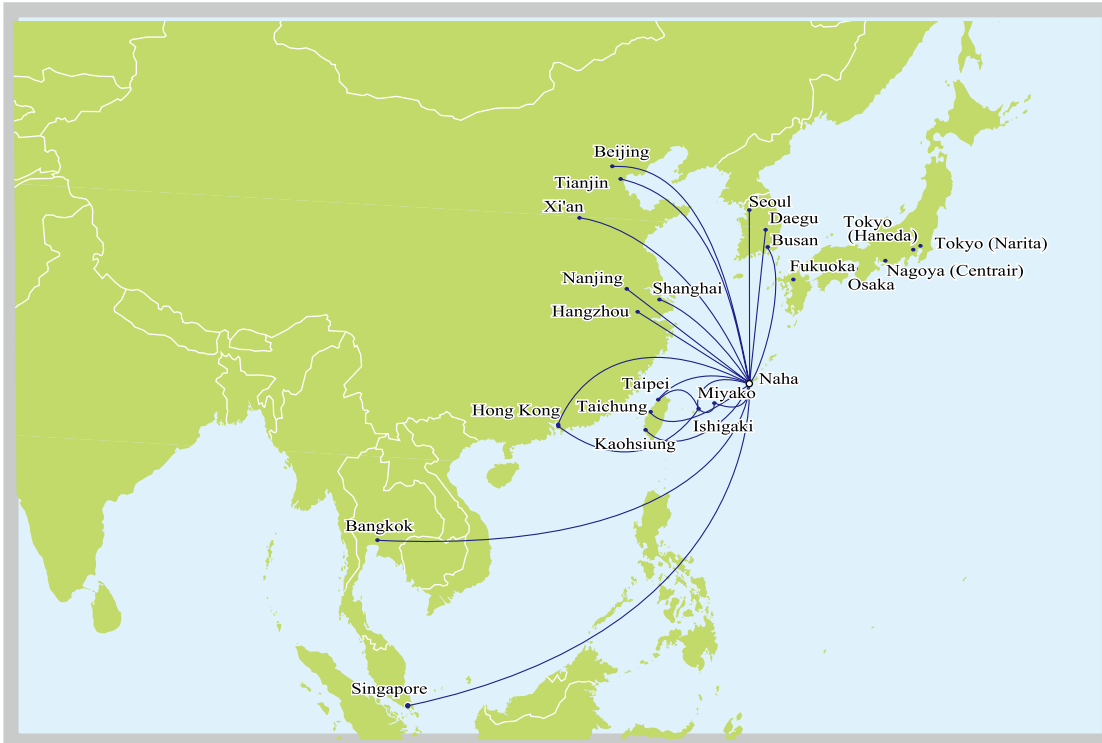 Beijing
Tianjin
Xi'an
Seoul
Daegu
Tokyo
(Haneda)
Busan
Tokyo (Narita)
Fukuoka
Nagoya (Centrair)
Osaka
Nanjing
Shanghai
Hangzhou
Naha
Taipei
Miyako
Taichung
Hong Kong
Ishigaki
Kaohsiung
Bangkok
Singapore